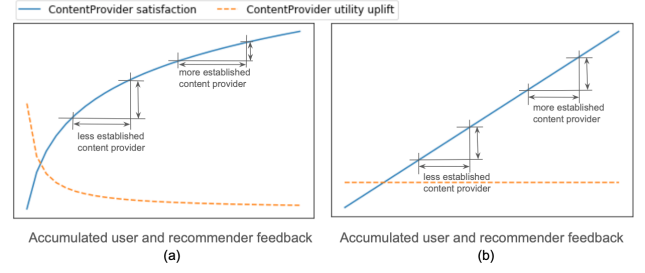 ContentProvider satisfaction
ContentProvider utility uplift
more established
content provider
less established
content provider
Accumulated user and recommender feedback
(a)
more established
content provider
less established
content provider
Accumulated user and recommender feedback
(b)